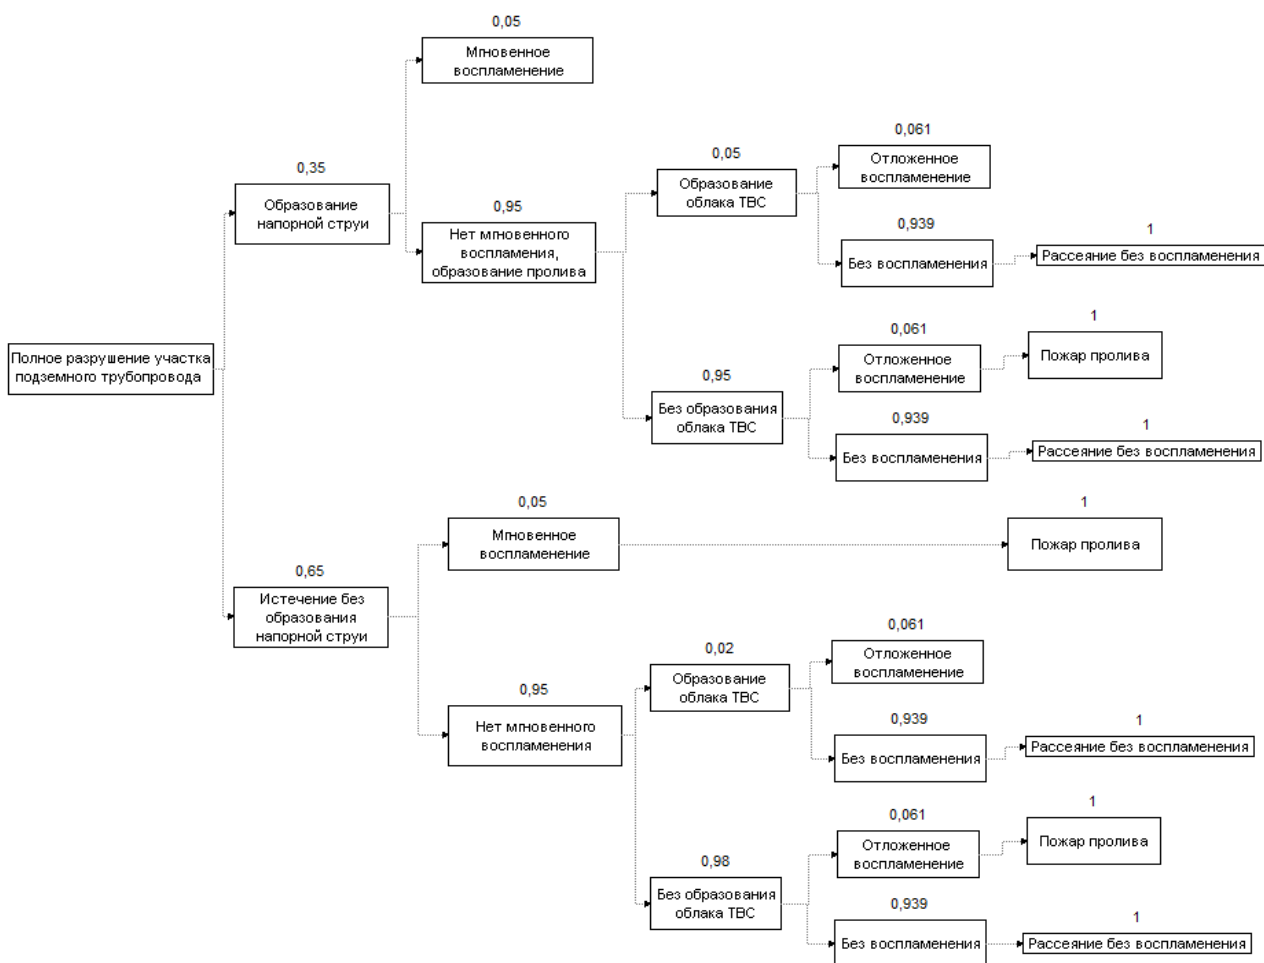 0,05
Мгновенное
воспламенение
0,35
Образование
напорной струи
0,95
Нет мгновенного
воспламения,
образование пролива
0,05
Образование
облака ТВС
0,061
Отложенное
воспламенение
0,939
Без воспламенения
1
Рассеяние без воспламенения
Полное разрушение участка
подземного трубопровода
0,95
Без образования
облака ТВС
0,061
Отложенное
воспламенение
1
Пожар пролива
0,939
Без воспламенения
1
Рассеяние без воспламенения
0,65
Истечение без
образования
напорной струи
0,05
Мгновенное
воспламенение
1
Пожар пролива
0,95
Нет мгновенного
воспламенения
0,02
Образование
облака ТВС
0,061
Отложенное
воспламенение
0,939
Без воспламенения
1
Рассеяние без воспламенения
0,98
Без образования
облака ТВС
0,061
Отложенное
воспламенение
1
Пожар пролива
0,939
Без воспламенения
1
Рассеяние без воспламенения